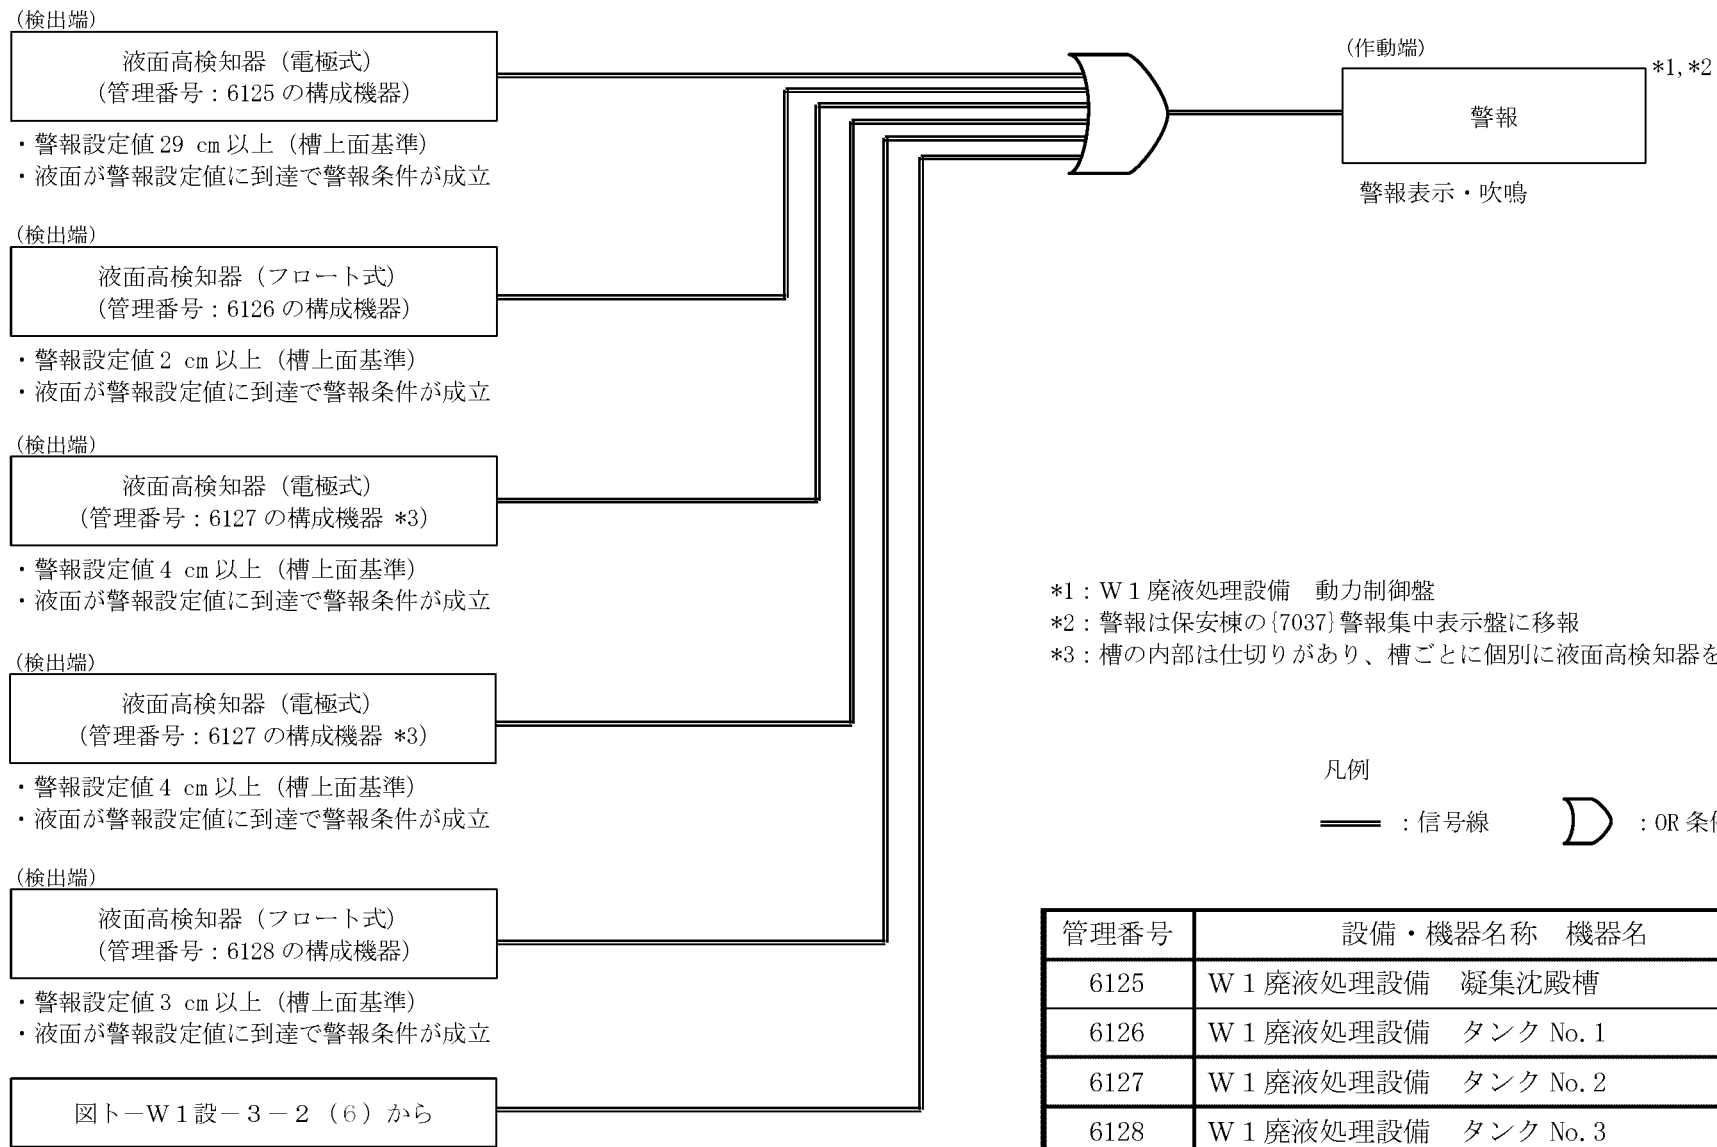 (検出端)
液面高検知器（電極式）
（管理番号：6125 の構成機器）
・警報設定値 29 cm 以上（槽上面基準）
・液面が警報設定値に到達で警報条件が成立
(検出端)
液面高検知器（フロート式）
（管理番号：6126 の構成機器）
・警報設定値 2 cm 以上（槽上面基準）
・液面が警報設定値に到達で警報条件が成立
(検出端)
液面高検知器（電極式）
（管理番号：6127 の構成機器 *3）
・警報設定値 4 cm 以上（槽上面基準）
・液面が警報設定値に到達で警報条件が成立
(検出端)
液面高検知器（電極式）
（管理番号：6127 の構成機器 *3）
・警報設定値 4 cm 以上（槽上面基準）
・液面が警報設定値に到達で警報条件が成立
(検出端)
液面高検知器（フロート式）
（管理番号：6128 の構成機器）
・警報設定値 3 cm 以上（槽上面基準）
・液面が警報設定値に到達で警報条件が成立
図ト－Ｗ１設－３－２（６）から
(作動端)
警報
*1,*2
警報表示・吹鳴
*1：Ｗ１廃液処理設備　動力制御盤
*2：警報は保安棟の{7037}警報集中表示盤に移報
*3：槽の内部は仕切りがあり、槽ごとに個別に液面高検知器を
凡例
：信号線
：OR 条
管理番号 設備・機器名称　機器名
6125 Ｗ１廃液処理設備　凝集沈殿槽
6126 Ｗ１廃液処理設備　タンク No.1
6127 Ｗ１廃液処理設備　タンク No.2
6128 Ｗ１廃液処理設備　タンク No.3